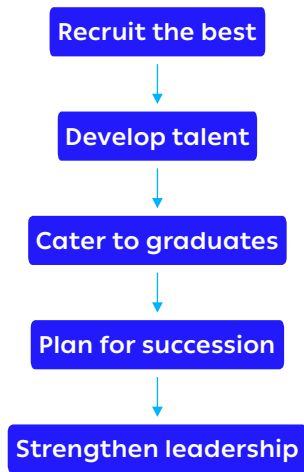 Recruit the best
Develop talent
Cater to graduates
Plan for succession
Strengthen leadership